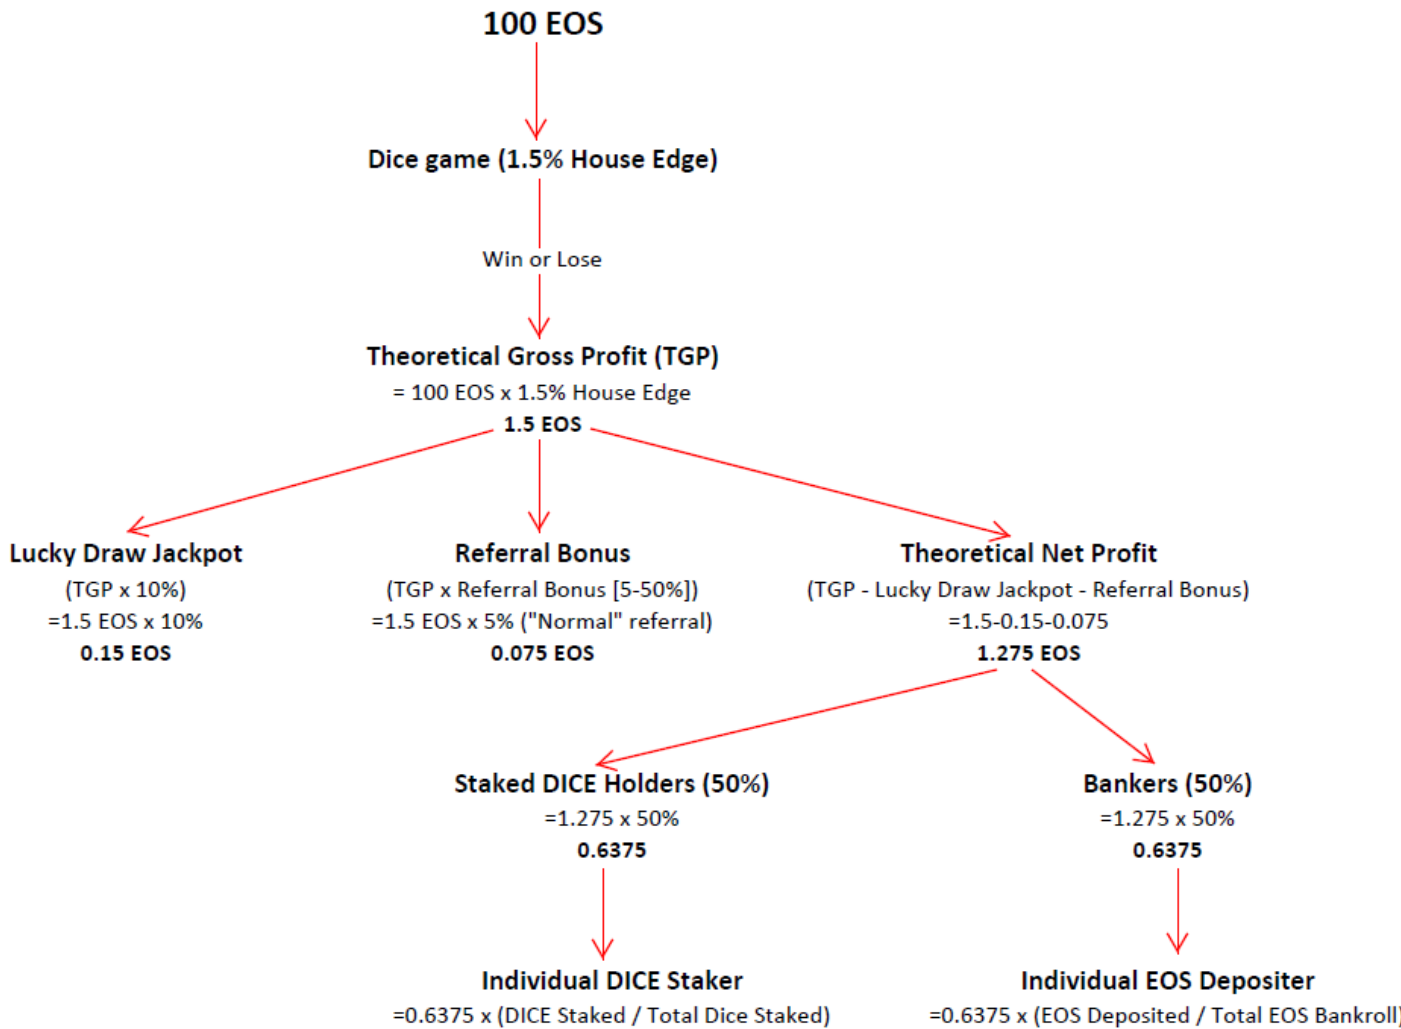 100 EOS
Dice game (1.5% House Edge)
Win or Lose
Theoretical Gross Profit (TGP)
= 100 EOS x 1.5% House Edge
1.5 EOS
Lucky Draw Jackpot
(TGP x 10%)
=1.5 EOS x 10%
0.15 EOS
Referral Bonus
(TGP x Referral Bonus [5-50%])
=1.5 EOS x 5% ("Normal" referral)
0.075 EOS
Theoretical Net Profit
(TGP - Lucky Draw Jackpot - Referral Bonus)
=1.5-0.15-0.075
1.275 EOS
Staked DICE Holders (50%)
=1.275 x 50%
0.6375
Bankers (50%)
=1.275 x 50%
0.6375
Individual DICE Staker
=0.6375 x (DICE Staked / Total Dice Staked)
Individual EOS Depositer
=0.6375 x (EOS Deposited / Total EOS Bankroll)